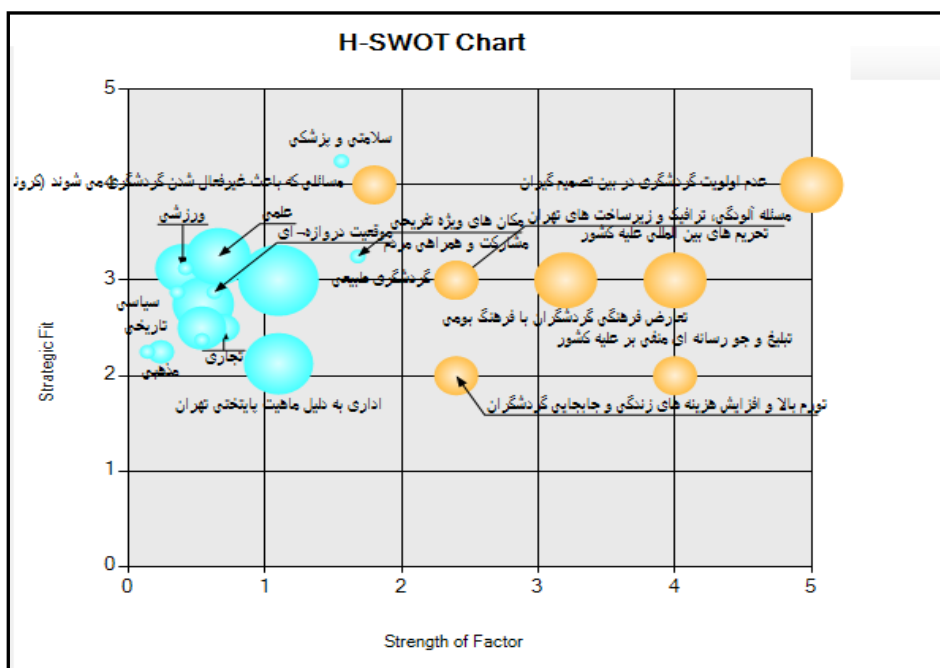 H-SWOT Chart
5
سلامتی و پزشکی
4
مسائلی که باعث غیرفعال شدن گردشگری می شوند (کرونا
عدم اولویت گردشگری در بین تصمیم گیران
ورزشی
علمی
مکان های ویژه تفریحی
مسئله آلودگی، ترافیک و زیرساخت های تهران
موقعیت دروازه- ای
تحریم های بین المللی علیه کشور
مشارکت و همراهی مردم
3
گردشگری طبیعی
سیاسی
تعارض فرهنگی گردشگران با فرهنگ بومی
تاریخی
تبلیغ و جو رسانه ای منفی بر علیه کشور
مذهبی
تجاری
2
اداری به دلیل ماهیت پایتختی تهران
تورم بالا و افزایش هزینه های زندگی و جابجایی گردشگران
1
0
0 1 2 3 4 5
Strategic Fit
Strength of Factor